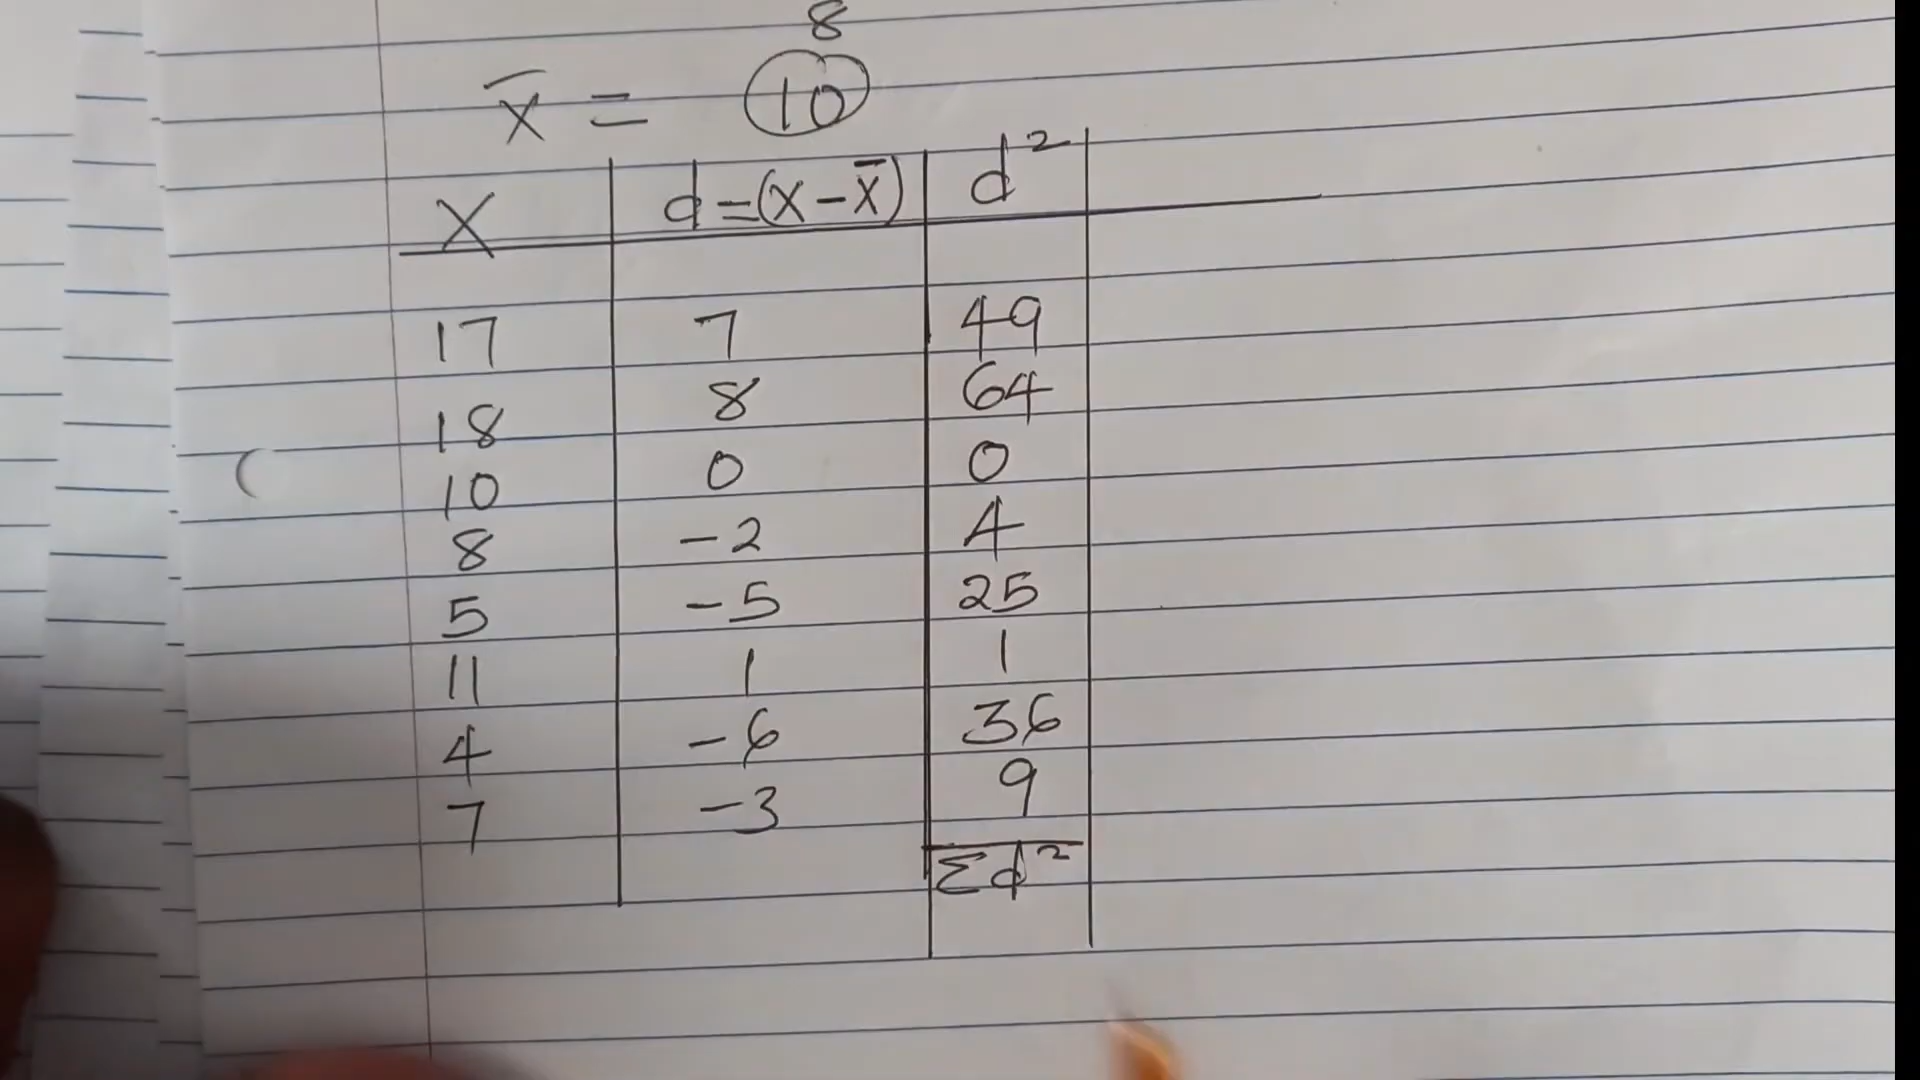 8
x̄ = 10
X d=(x-x̄) d²
17 7 49
18 8 64
10 0 0
8 -2 4
5 -5 25
11 1 1
4 -6 36
7 -3 9
Σd²